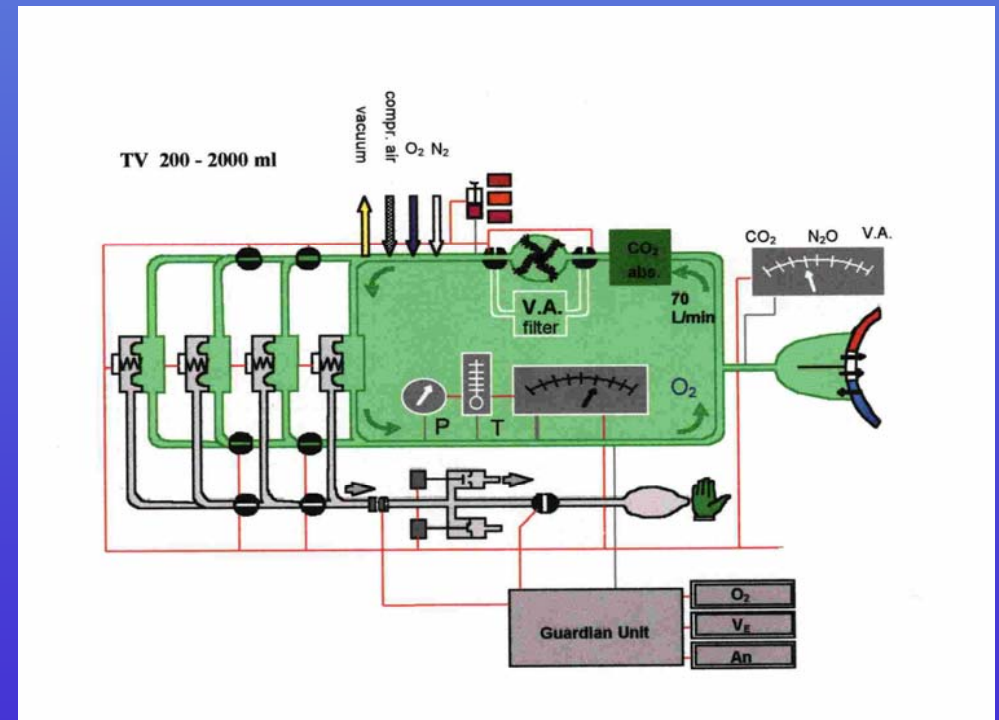 vacuum
compr. air
O₂ N₂
TV 200 - 2000 ml
CO₂
abs.
CO₂ N₂O V.A.
V.A.
filter
70
L/min
O₂
P T
Guardian Unit
O₂
V_E
An